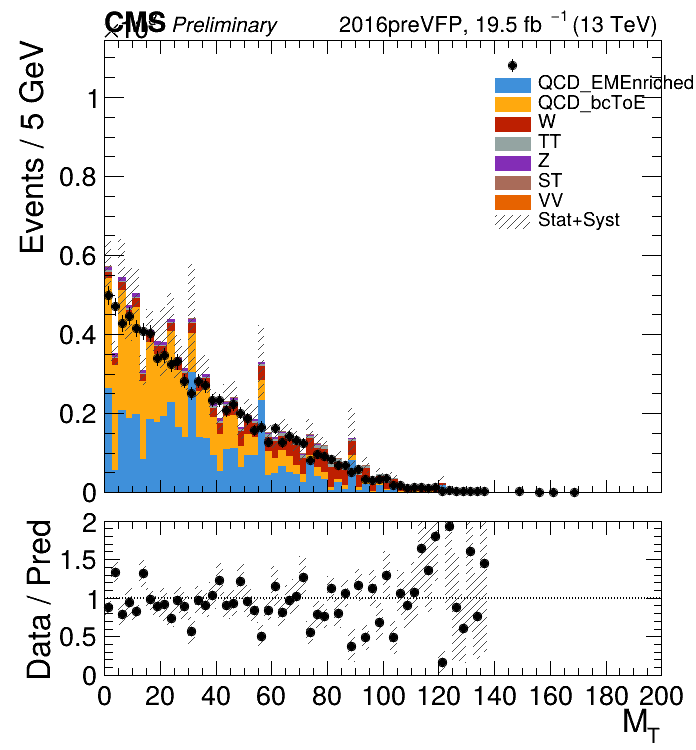 CMS Preliminary 2016preVFP, 19.5 fb⁻¹ (13 TeV)
Events / 5 GeV
QCD_EMEnriched
QCD_bcToE
W
TT
Z
ST
VV
Stat+Syst
1
0.8
0.6
0.4
0.2
0
Data / Pred
2
1.5
1
0.5
0
0 20 40 60 80 100 120 140 160 180 200
M_T